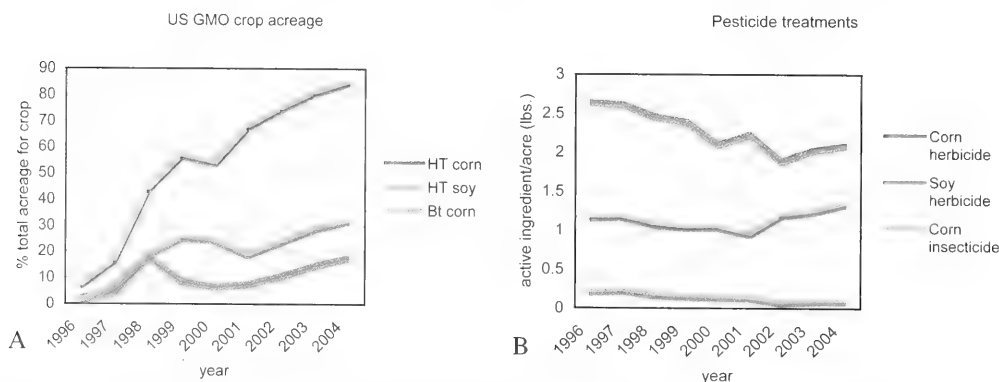 US GMO crop acreage
% total acreage for crop
90
80
70
60
50
40
30
20
10
0
1996
1997
1998
1999
2000
2001
2002
2003
2004
year
HT corn
HT soy
Bt corn
A
Pesticide treatments
active ingredient/acre (lbs.)
3
2.5
2
1.5
1
0.5
0
1996
1997
1998
1999
2000
2001
2002
2003
2004
year
Corn
herbicide
Soy
herbicide
Corn
insecticide
B